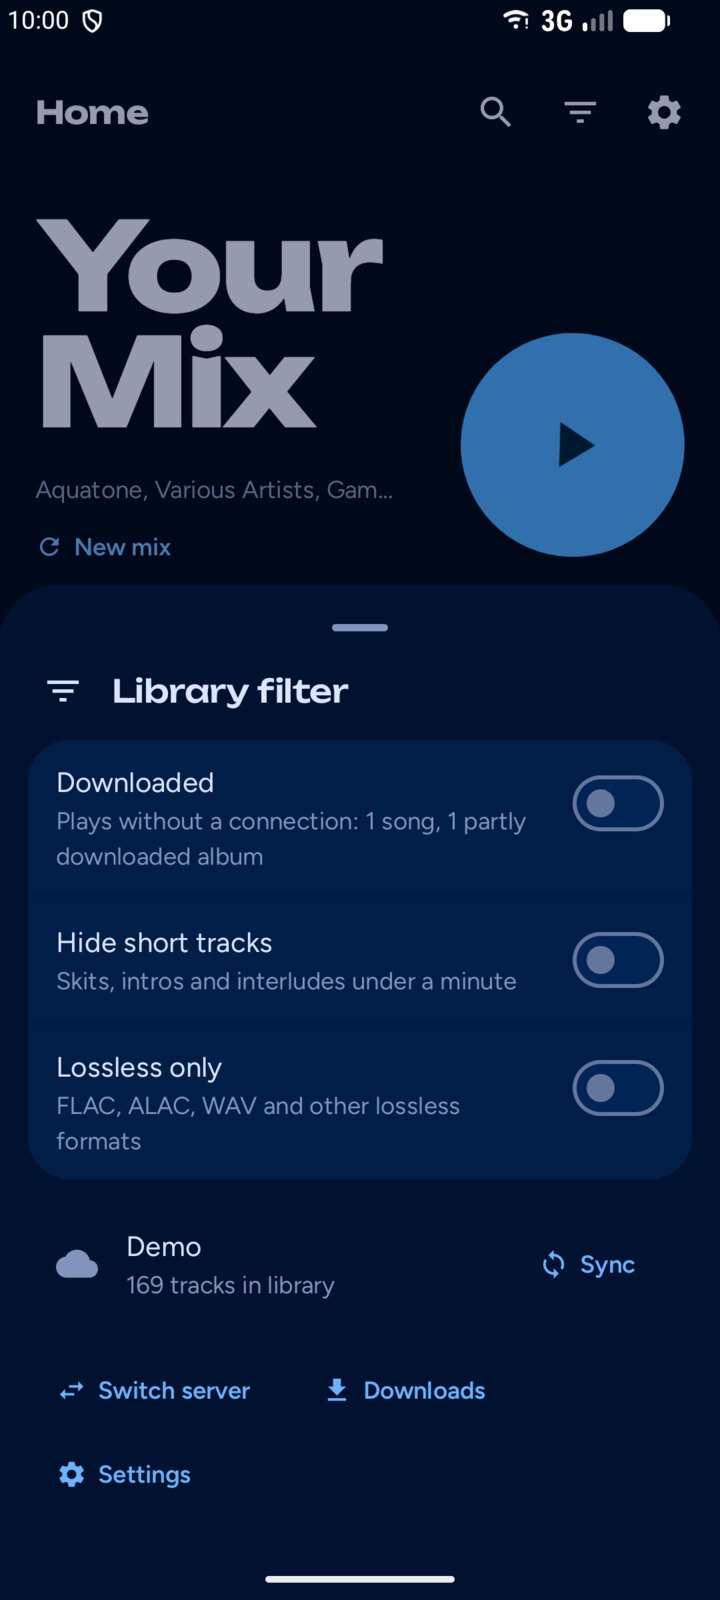 10:00
3G
Home
Your
Mix
Aquatone, Various Artists, Gam...
New mix
Library filter
Downloaded
Plays without a connection: 1 song, 1 partly
downloaded album
Hide short tracks
Skits, intros and interludes under a minute
Lossless only
FLAC, ALAC, WAV and other lossless
formats
Demo
169 tracks in library
Sync
Switch server
Downloads
Settings